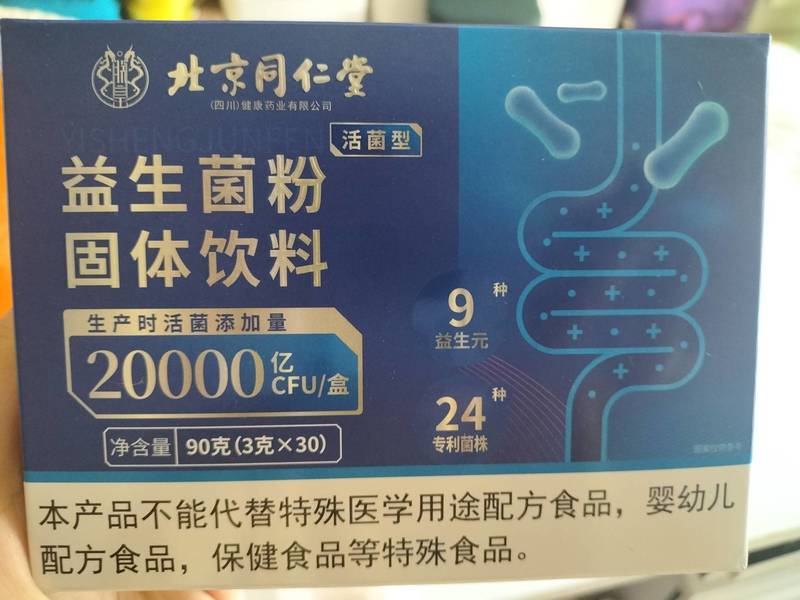 北京同仁堂
(四川)健康药业有限公司
YISHENGJUNFEN
活菌型
益生菌粉
固体饮料
生产时活菌添加量
20000亿CFU/盒
净含量 90克(3克×30)
9种
益生元
24种
专利菌株
本产品不能代替特殊医学用途配方食品，婴幼儿
配方食品，保健食品等特殊食品。